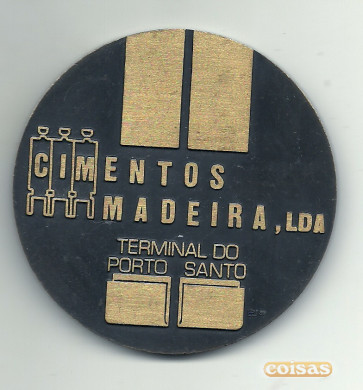 CIMENTOS
MADEIRA, LDA
TERMINAL DO
PORTO SANTO
coisas